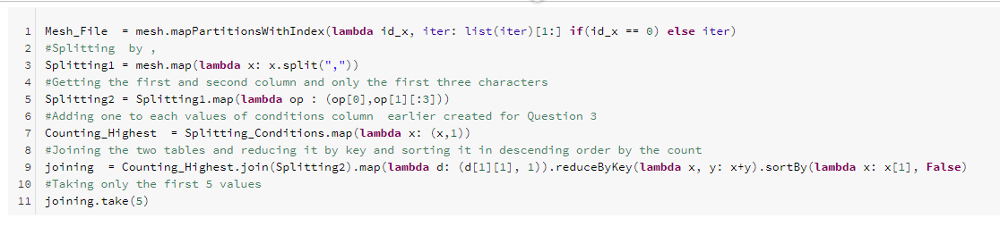 1 Mesh_File  = mesh.mapPartitionsWithIndex(lambda id_x, iter: list(iter)[1:] if(id_x == 0) else iter)
2 #Splitting  by ,
3 Splitting1 = mesh.map(lambda x: x.split(","))
4 #Getting the first and second column and only the first three characters
5 Splitting2 = Splitting1.map(lambda op : (op[0],op[1][:3]))
6 #Adding one to each values of conditions column  earlier created for Question 3
7 Counting_Highest  = Splitting_Conditions.map(lambda x: (x,1))
8 #Joining the two tables and reducing it by key and sorting it in descending order by the count
9 joining  = Counting_Highest.join(Splitting2).map(lambda d: (d[1][1], 1)).reduceByKey(lambda x, y: x+y).sortBy(lambda x: x[1], False)
10 #Taking only the first 5 values
11 joining.take(5)